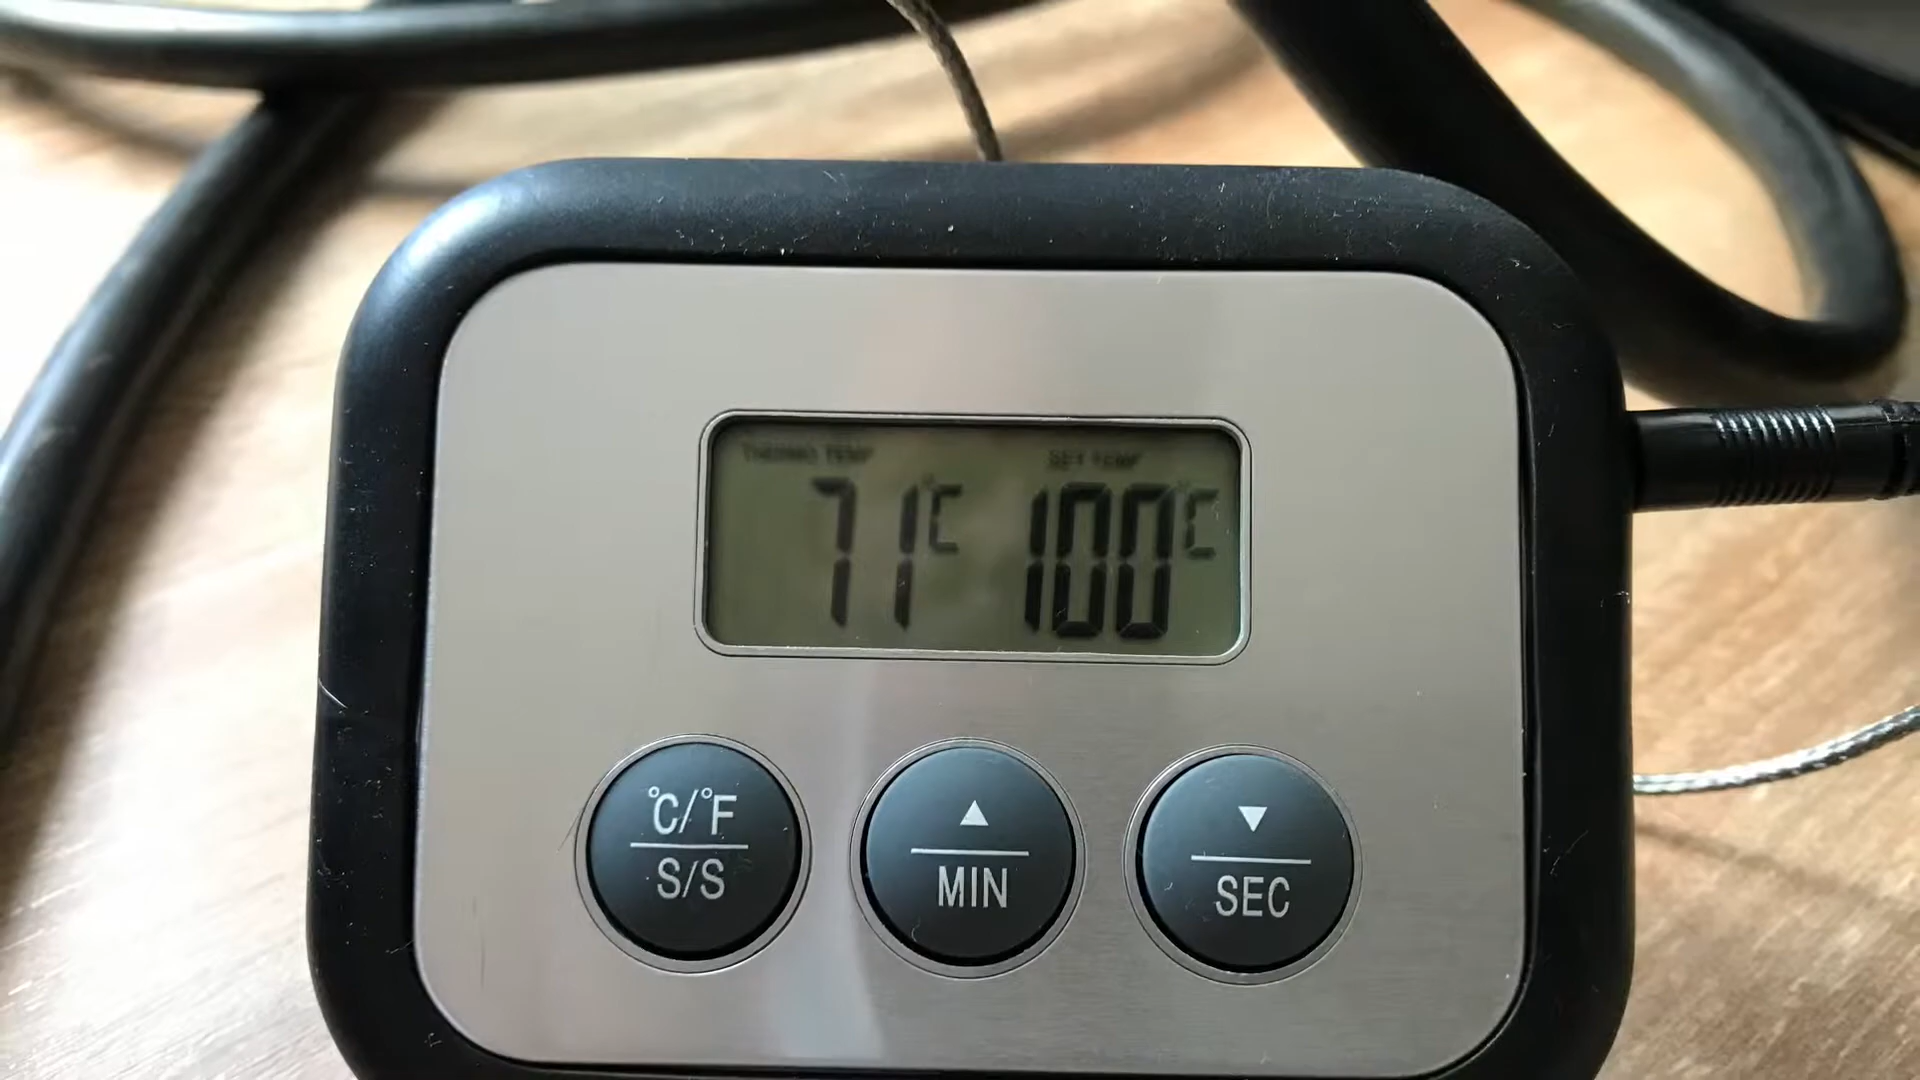 THERMO TEMP SET TEMP
71°C 100°C
°C/°F ▲ ▼
S/S MIN SEC